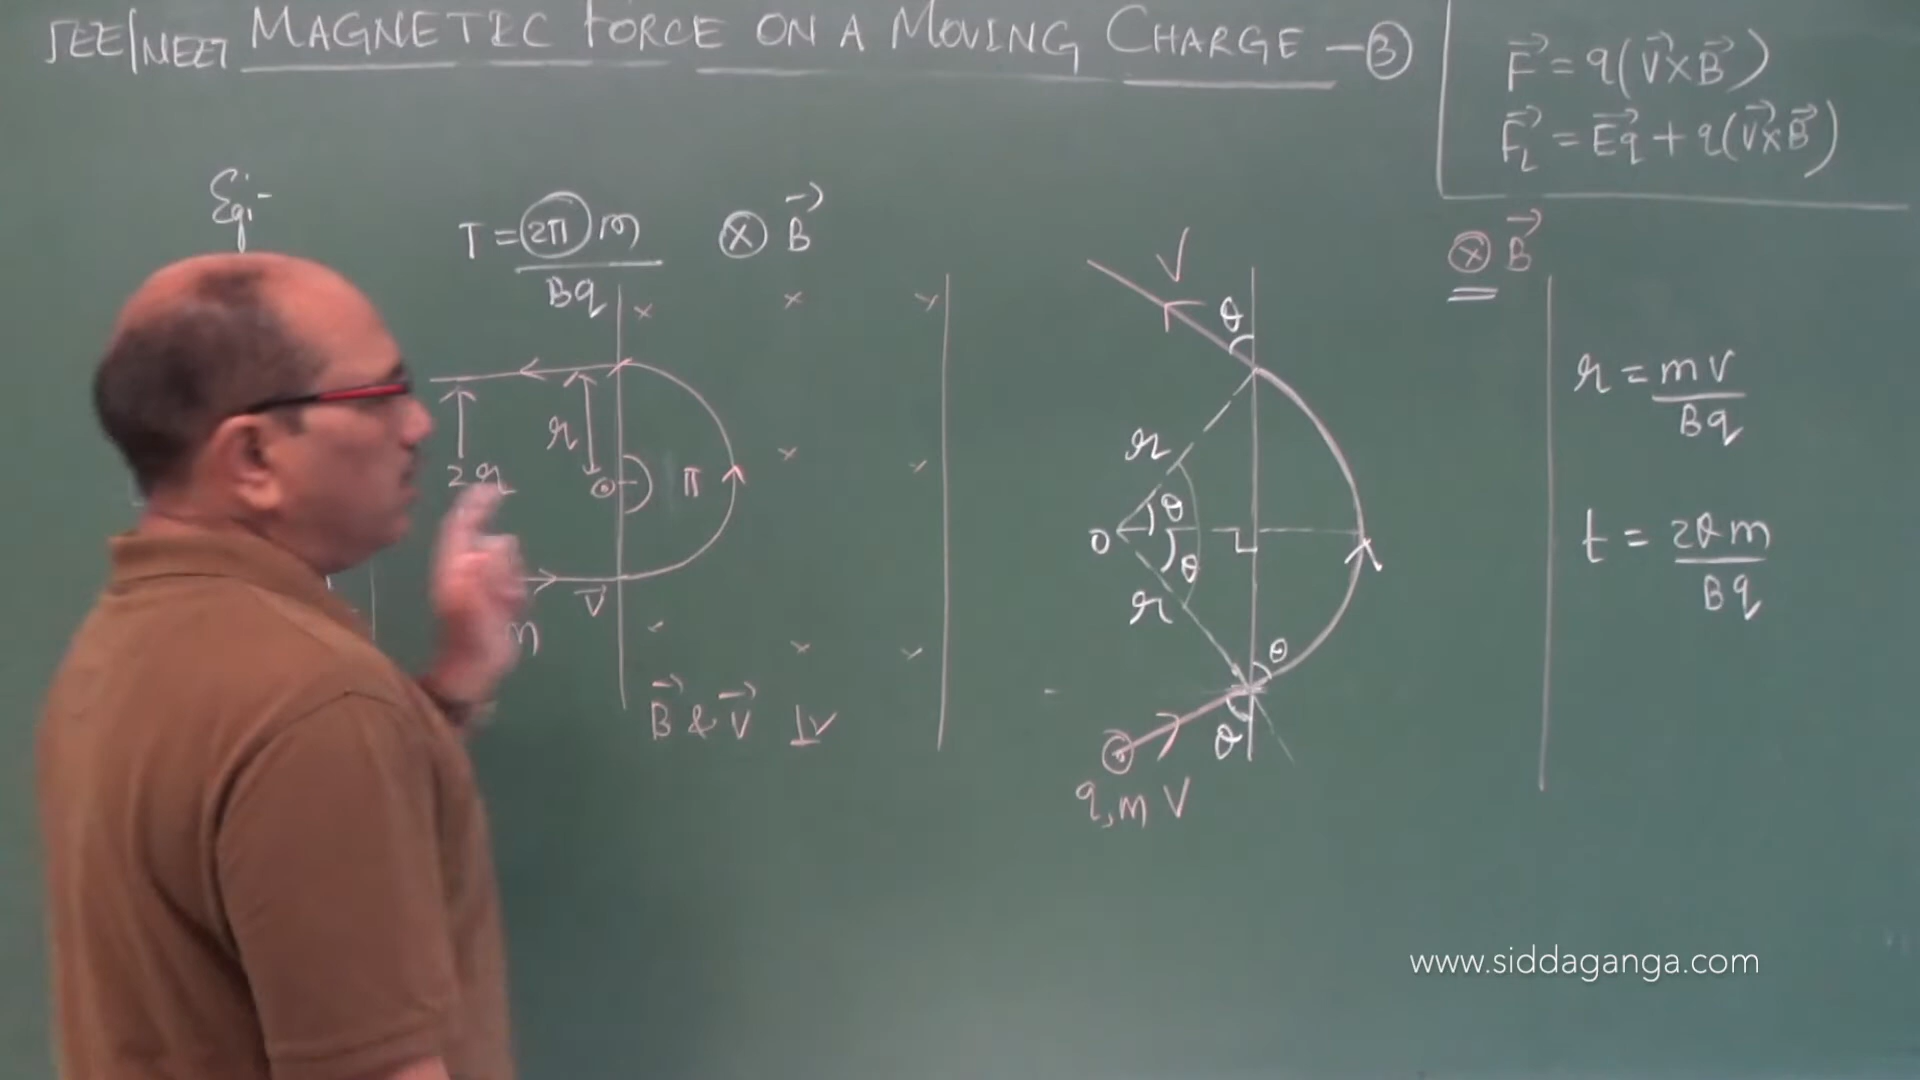 JEE/NEET MAGNETIC FORCE ON A MOVING CHARGE - 3
F⃗ = q(V⃗ × B⃗)
F⃗L = E⃗q + q(V⃗ × B⃗)
Eg:-
T = 2π m / Bq
⊗ B⃗
r
2r
π
V⃗
m
B⃗ & V⃗ ⊥r
V
θ
r
O
θ
θ
r
θ
θ
q, m V
⊗ B⃗
r = mV / Bq
t = 2θm / Bq
www.siddaganga.com